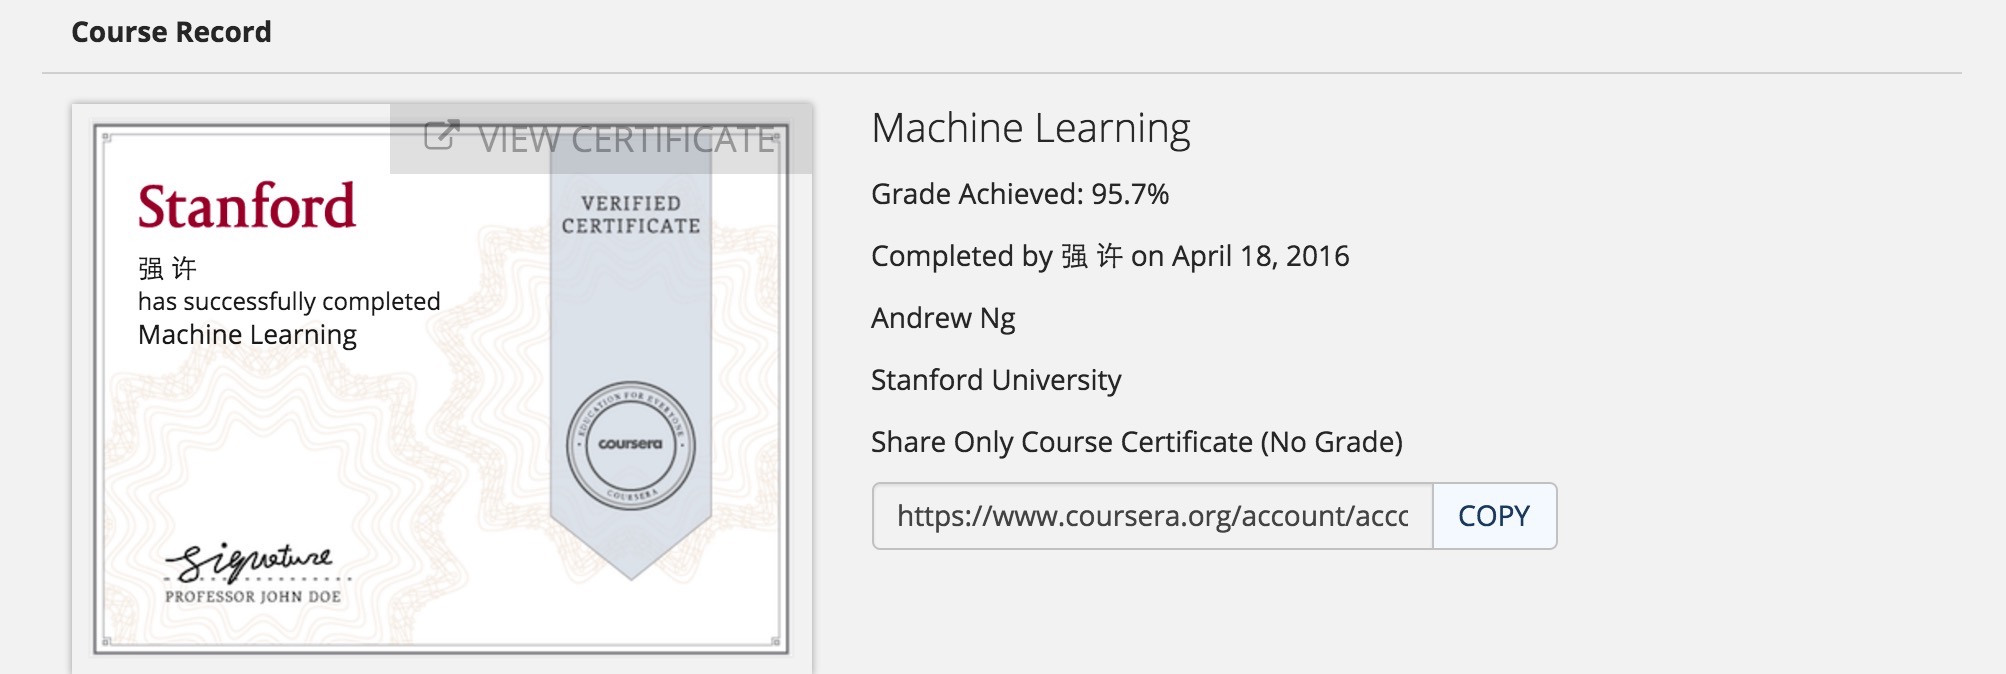 Course Record
VIEW CERTIFICATE
Stanford
强 许
has successfully completed
Machine Learning
VERIFIED
CERTIFICATE
EDUCATION FOR EVERYONE
coursera
COURSERA
Signature
PROFESSOR JOHN DOE
Machine Learning
Grade Achieved: 95.7%
Completed by 强 许 on April 18, 2016
Andrew Ng
Stanford University
Share Only Course Certificate (No Grade)
https://www.coursera.org/account/accc
COPY